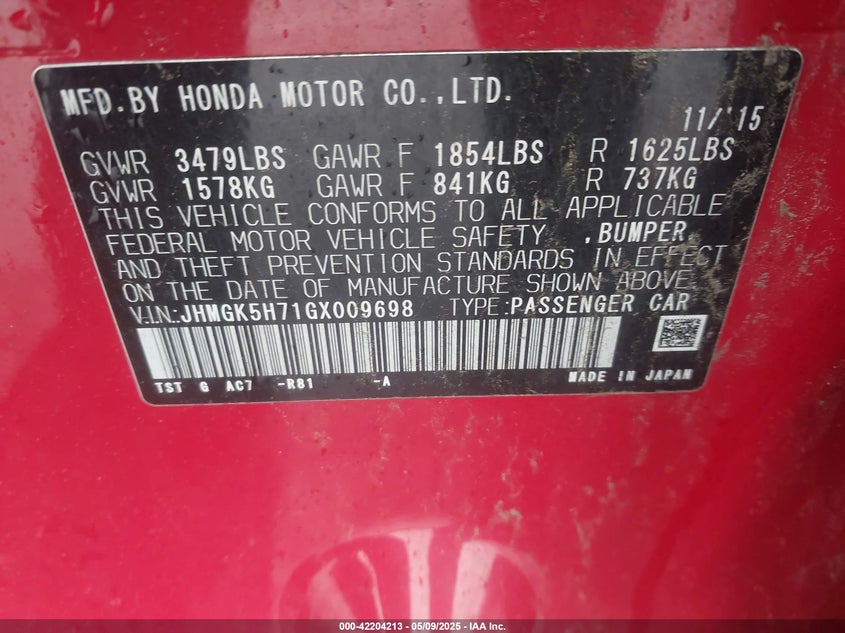 MFD.BY HONDA MOTOR CO.,LTD.
11/'15
GVWR 3479LBS GAWR F 1854LBS R 1625LBS
GVWR 1578KG GAWR F 841KG R 737KG
THIS VEHICLE CONFORMS TO ALL APPLICABLE
FEDERAL MOTOR VEHICLE SAFETY ,BUMPER
AND THEFT PREVENTION STANDARDS IN EFFECT
ON THE DATE OF MANUFACTURE SHOWN ABOVE.
V.I.N.:JHMGK5H71GX009698 TYPE:PASSENGER CAR
TST G AC7 -R81 -A MADE IN JAPAN
000-42204213 - 05/09/2025 - IAA Inc.